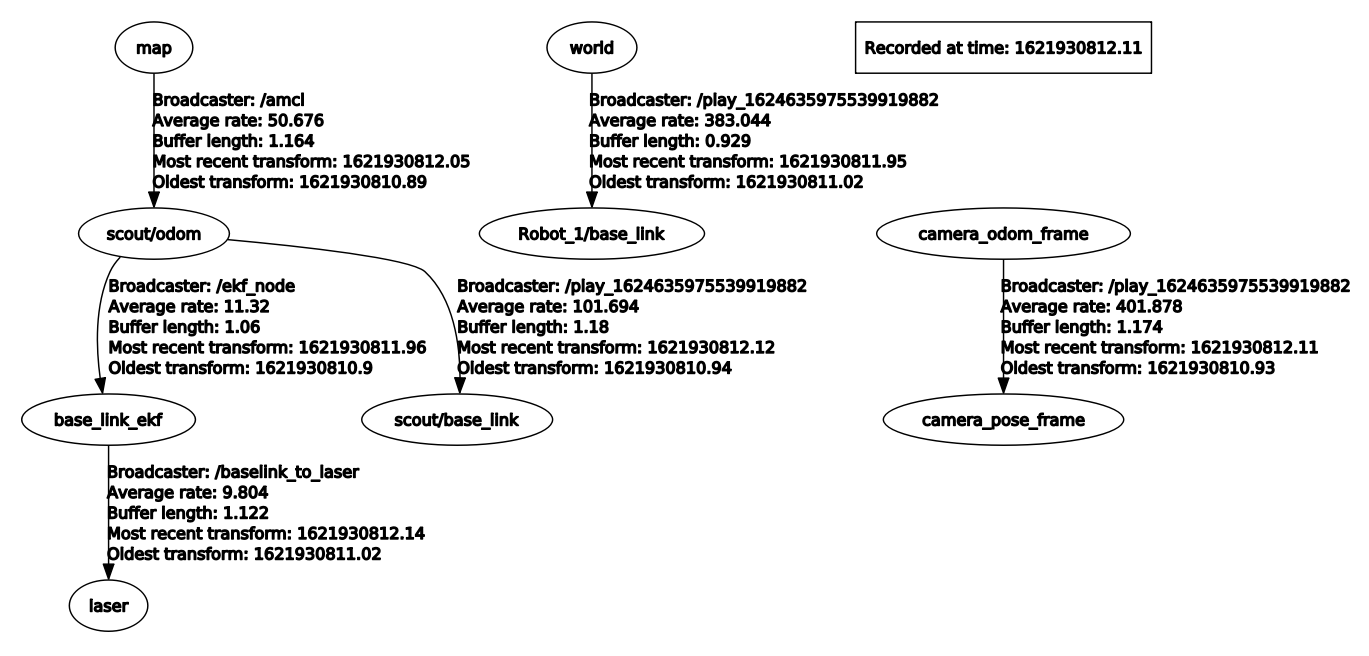 map
world
Recorded at time: 1621930812.11
Broadcaster: /amcl
Average rate: 50.676
Buffer length: 1.164
Most recent transform: 1621930812.05
Oldest transform: 1621930810.89
Broadcaster: /play_1624635975539919882
Average rate: 383.044
Buffer length: 0.929
Most recent transform: 1621930811.95
Oldest transform: 1621930811.02
scout/odom
Robot_1/base_link
camera_odom_frame
Broadcaster: /ekf_node
Average rate: 11.32
Buffer length: 1.06
Most recent transform: 1621930811.96
Oldest transform: 1621930810.9
Broadcaster: /play_1624635975539919882
Average rate: 101.694
Buffer length: 1.18
Most recent transform: 1621930812.12
Oldest transform: 1621930810.94
Broadcaster: /play_1624635975539919882
Average rate: 401.878
Buffer length: 1.174
Most recent transform: 1621930812.11
Oldest transform: 1621930810.93
base_link_ekf
scout/base_link
camera_pose_frame
Broadcaster: /baselink_to_laser
Average rate: 9.804
Buffer length: 1.122
Most recent transform: 1621930812.14
Oldest transform: 1621930811.02
laser